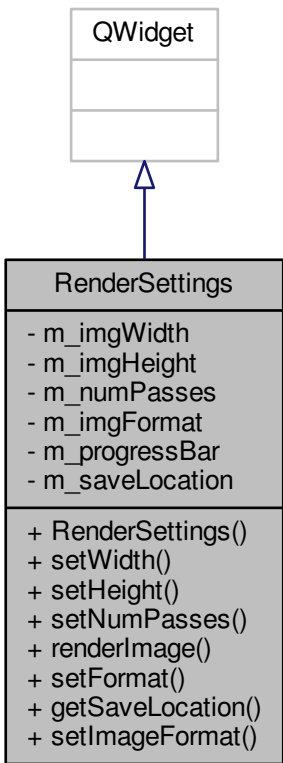 QWidget
RenderSettings
- m_imgWidth
- m_imgHeight
- m_numPasses
- m_imgFormat
- m_progressBar
- m_saveLocation
+ RenderSettings()
+ setWidth()
+ setHeight()
+ setNumPasses()
+ renderImage()
+ setFormat()
+ getSaveLocation()
+ setImageFormat()